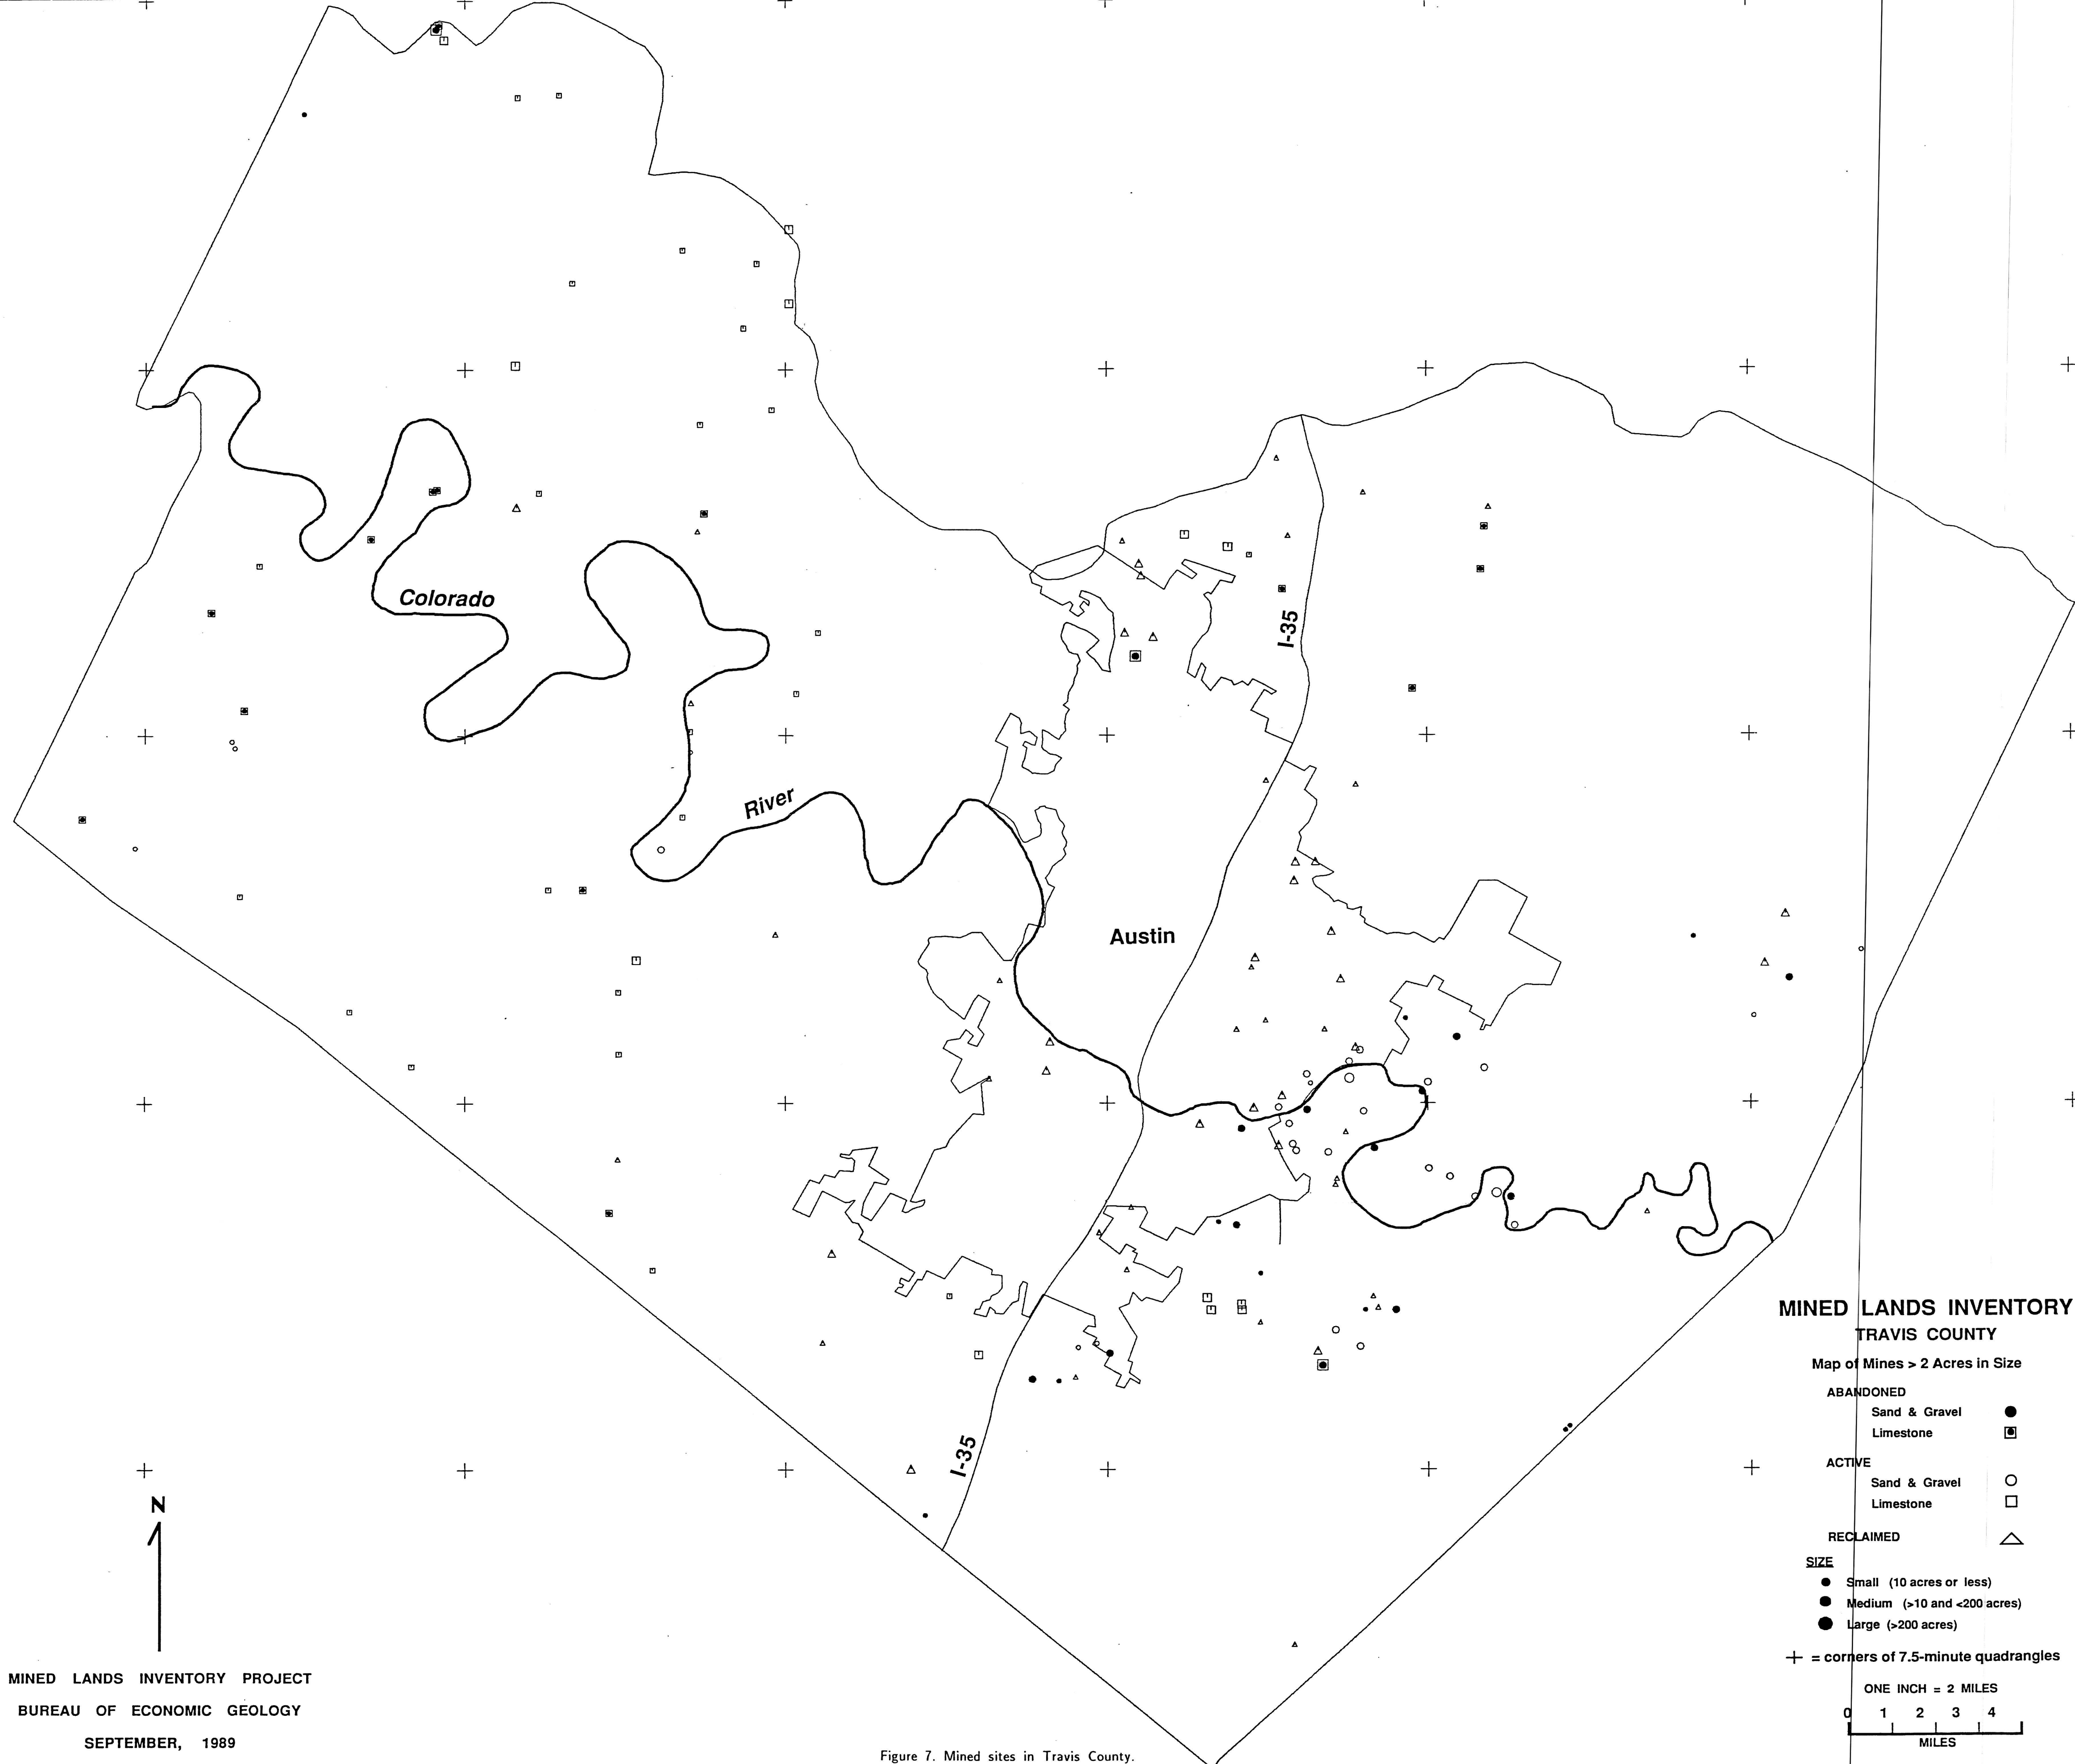 Colorado
River
I-35
Austin
I-35
N
MINED LANDS INVENTORY PROJECT
BUREAU OF ECONOMIC GEOLOGY
SEPTEMBER, 1989
MINED LANDS INVENTORY
TRAVIS COUNTY
Map of Mines > 2 Acres in Size
ABANDONED
Sand & Gravel
Limestone
ACTIVE
Sand & Gravel
Limestone
RECLAIMED
SIZE
Small (10 acres or less)
Medium (>10 and <200 acres)
Large (>200 acres)
+ = corners of 7.5-minute quadrangles
ONE INCH = 2 MILES
0 1 2 3 4
MILES
Figure 7. Mined sites in Travis County.